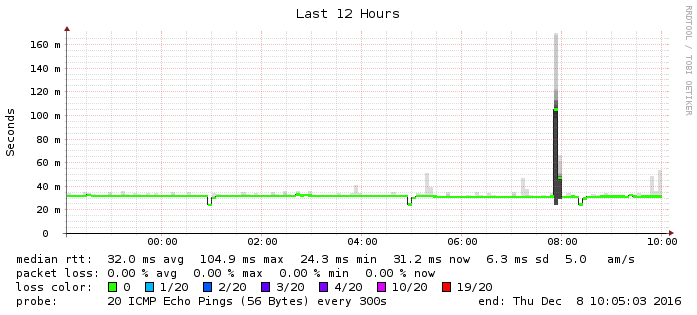 Last 12 Hours
RRDTOOL / TOBI OETIKER
Seconds
160 m
140 m
120 m
100 m
80 m
60 m
40 m
20 m
0
00:00 02:00 04:00 06:00 08:00 10:00
median rtt: 32.0 ms avg 104.9 ms max 24.3 ms min 31.2 ms now 6.3 ms sd 5.0 am/s
packet loss: 0.00 % avg 0.00 % max 0.00 % min 0.00 % now
loss color: 0 1/20 2/20 3/20 4/20 10/20 19/20
probe: 20 ICMP Echo Pings (56 Bytes) every 300s end: Thu Dec 8 10:05:03 2016